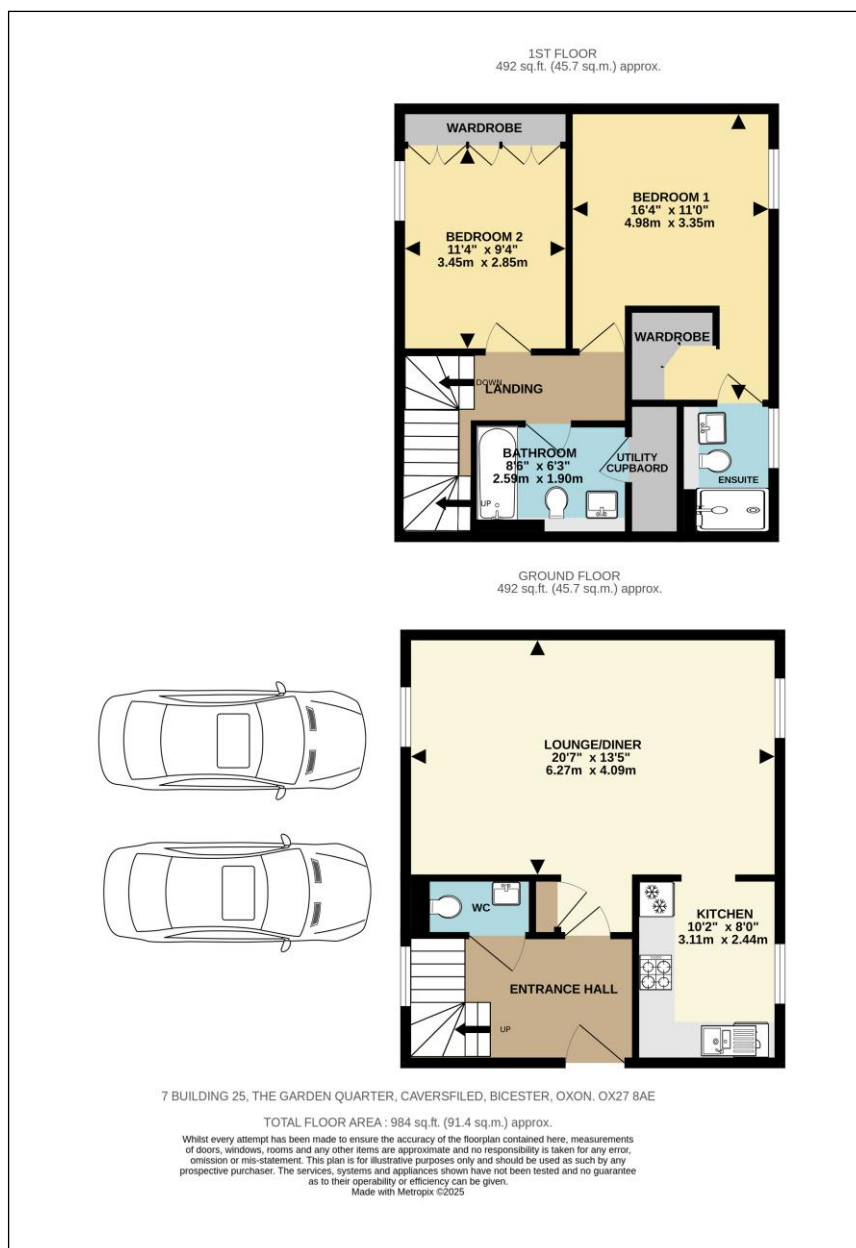 1ST FLOOR
492 sq.ft. (45.7 sq.m.) approx.
WARDROBE
BEDROOM 1
16'4" x 11'0"
4.98m x 3.35m
BEDROOM 2
11'4" x 9'4"
3.45m x 2.85m
WARDROBE
DOWN
LANDING
BATHROOM
8'6" x 6'3"
2.59m x 1.90m
UTILITY
CUPBAORD
ENSUITE
UP
GROUND FLOOR
492 sq.ft. (45.7 sq.m.) approx.
LOUNGE/DINER
20'7" x 13'5"
6.27m x 4.09m
WC
KITCHEN
10'2" x 8'0"
3.11m x 2.44m
ENTRANCE HALL
UP
7 BUILDING 25, THE GARDEN QUARTER, CAVERSFILED, BICESTER, OXON. OX27 8AE
TOTAL FLOOR AREA : 984 sq.ft. (91.4 sq.m.) approx.
Whilst every attempt has been made to ensure the accuracy of the floorplan contained here, measurements
of doors, windows, rooms and any other items are approximate and no responsibility is taken for any error,
omission or mis-statement. This plan is for illustrative purposes only and should be used as such by any
prospective purchaser. The services, systems and appliances shown have not been tested and no guarantee
as to their operability or efficiency can be given.
Made with Metropix ©2025